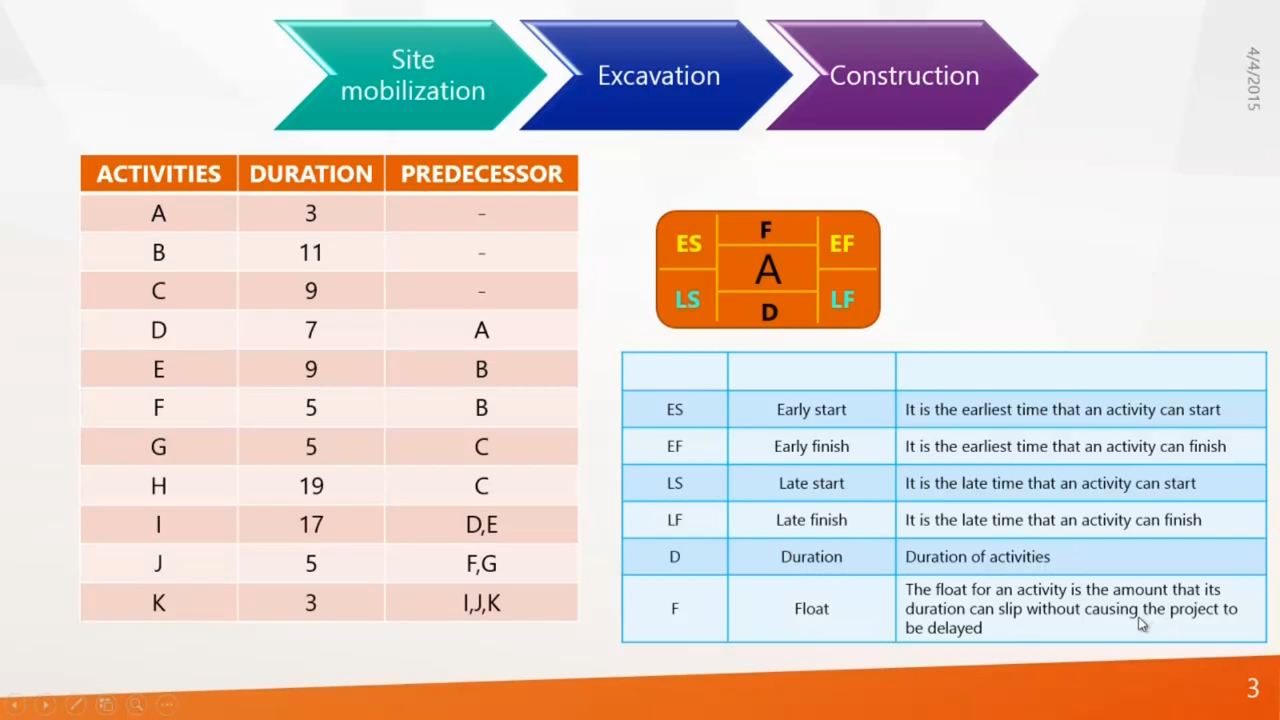 Site
mobilization
Excavation
Construction
4/4/2015
ACTIVITIES DURATION PREDECESSOR
A 3 -
B 11 -
C 9 -
D 7 A
E 9 B
F 5 B
G 5 C
H 19 C
I 17 D,E
J 5 F,G
K 3 I,J,K
F
ES EF
A
LS LF
D
ES Early start It is the earliest time that an activity can start
EF Early finish It is the earliest time that an activity can finish
LS Late start It is the late time that an activity can start
LF Late finish It is the late time that an activity can finish
D Duration Duration of activities
F Float The float for an activity is the amount that its
duration can slip without causing the project to
be delayed
3